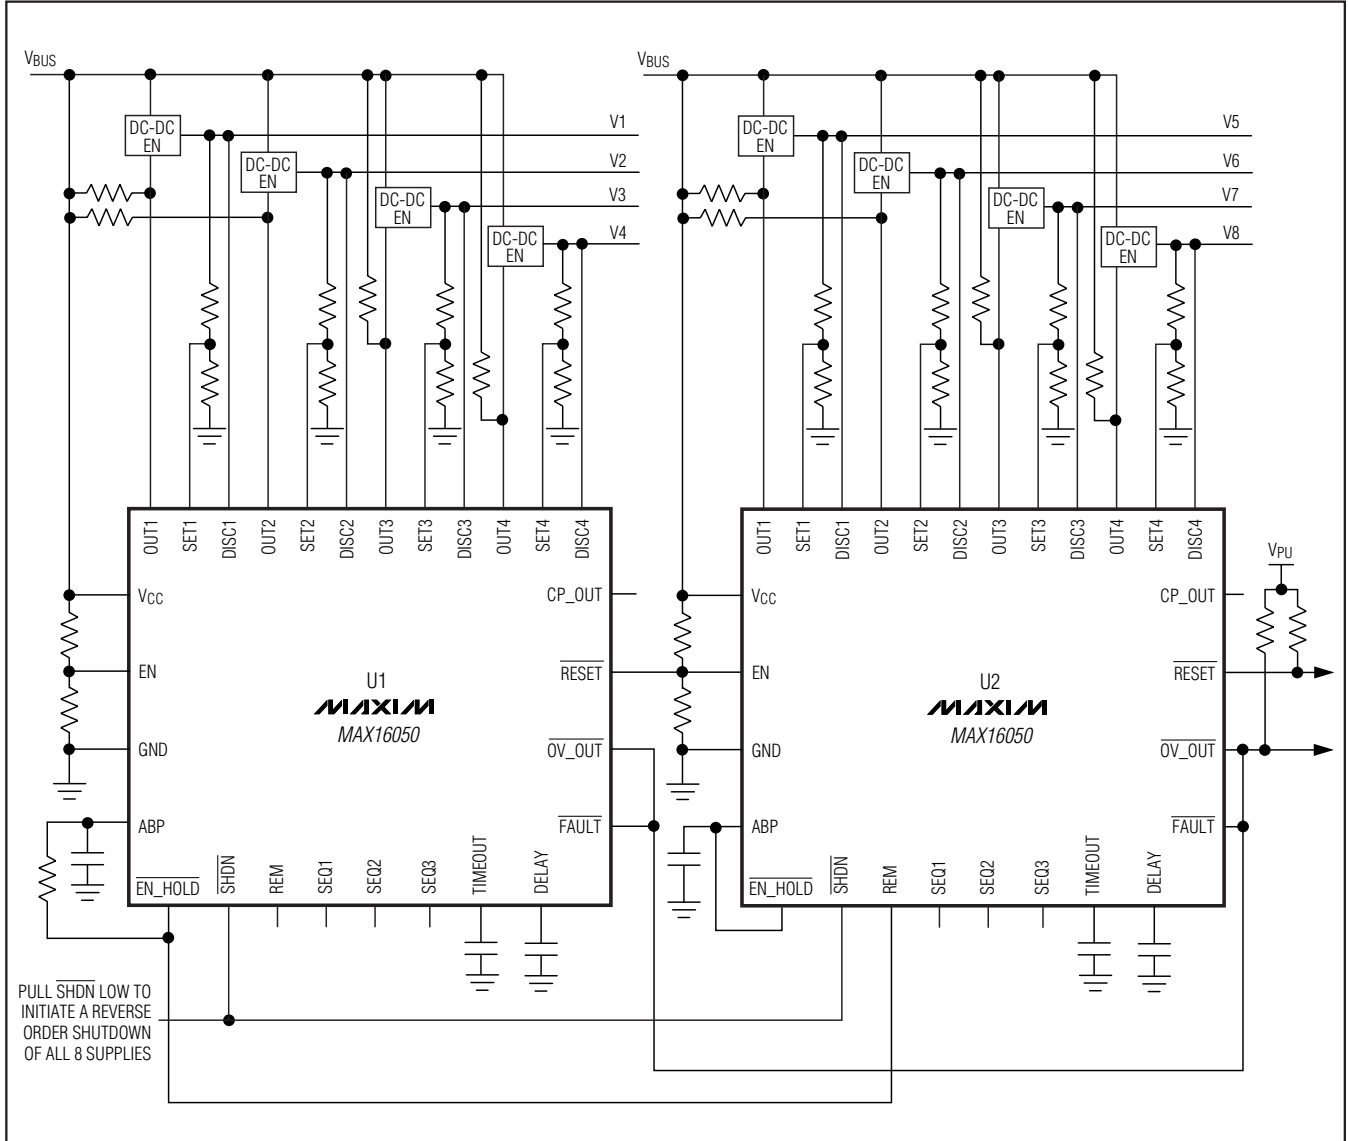 VBUS
VBUS
DC-DC
EN
V1
DC-DC
EN
V2
DC-DC
EN
V3
DC-DC
EN
V4
DC-DC
EN
V5
DC-DC
EN
V6
DC-DC
EN
V7
DC-DC
EN
V8
OUT1
SET1
DISC1
OUT2
SET2
DISC2
OUT3
SET3
DISC3
OUT4
SET4
DISC4
VCC
CP_OUT
EN
RESET
U1
MAXIM
MAX16050
GND
OV_OUT
ABP
FAULT
EN_HOLD
SHDN
REM
SEQ1
SEQ2
SEQ3
TIMEOUT
DELAY
OUT1
SET1
DISC1
OUT2
SET2
DISC2
OUT3
SET3
DISC3
OUT4
SET4
DISC4
VPU
VCC
CP_OUT
EN
RESET
U2
MAXIM
MAX16050
GND
OV_OUT
ABP
FAULT
EN_HOLD
SHDN
REM
SEQ1
SEQ2
SEQ3
TIMEOUT
DELAY
PULL SHDN LOW TO
INITIATE A REVERSE
ORDER SHUTDOWN
OF ALL 8 SUPPLIES